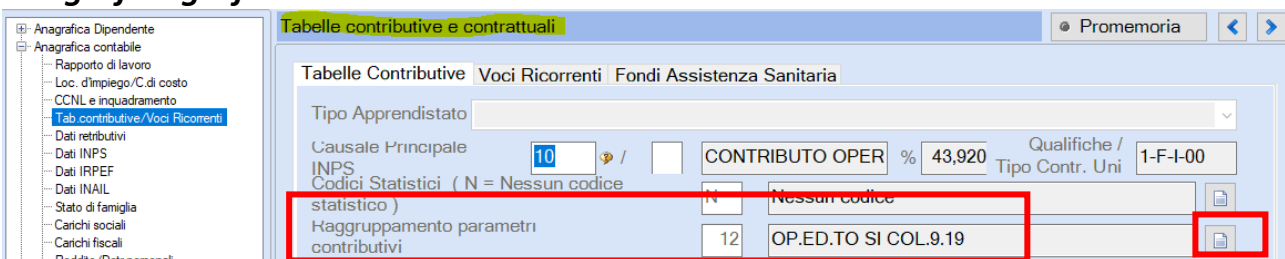 Anagrafica Dipendente
Anagrafica contabile
Rapporto di lavoro
Loc. d'impiego/C.di costo
CCNL e inquadramento
Tab.contributive/Voci Ricorrenti
Dati retributivi
Dati INPS
Dati IRPEF
Dati INAIL
Stato di famiglia
Carichi sociali
Carichi fiscali
Tabelle contributive e contrattuali
Promemoria
Tabelle Contributive Voci Ricorrenti Fondi Assistenza Sanitaria
Tipo Apprendistato
Causale Principale INPS 10 / CONTRIBUTO OPER % 43,920 Qualifiche / Tipo Contr. Uni 1-F-I-00
Codici Statistici ( N = Nessun codice statistico ) N Nessun codice
Raggruppamento parametri contributivi 12 OP.ED.TO SI COL.9.19